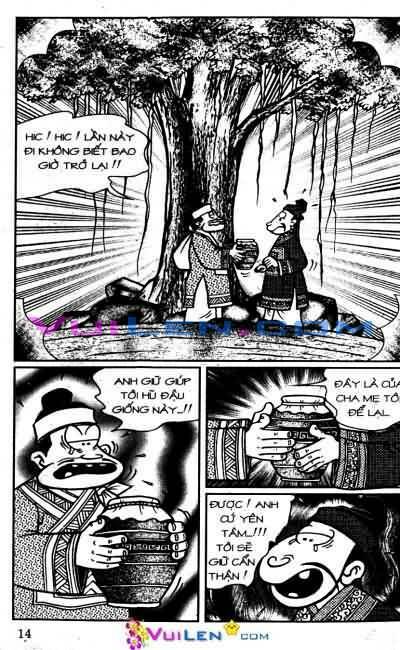 HIC! HIC! LẦN NÀY
ĐI KHÔNG BIẾT BAO
GIỜ TRỞ LẠI!!
VuiLen.com
ANH GIỮ GIÚP
TÔI HŨ ĐẬU
GIỐNG NÀY...!!
ĐÂY LÀ CỦA
CHA MẸ TÔI
ĐỂ LẠI.
ĐƯỢC! ANH
CỨ YÊN
TÂM...!!!
TÔI SẼ
GIỮ CẨN
THẬN!
14
VuiLen.com